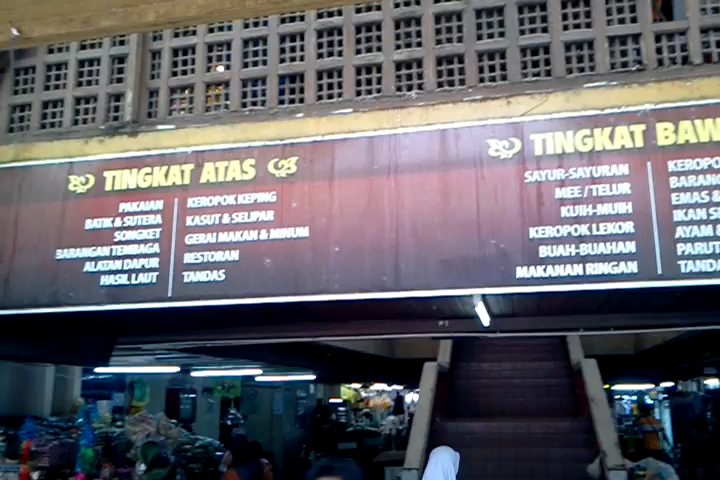 TINGKAT ATAS
PAKAIAN
BATIK & SUTERA
SONGKET
BARANGAN TEMBAGA
ALATAN DAPUR
HASIL LAUT
KEROPOK KEPING
KASUT & SELIPAR
GERAI MAKAN & MINUM
RESTORAN
TANDAS
TINGKAT BAW
SAYUR-SAYURAN
MEE / TELUR
KUIH-MUIH
KEROPOK LEKOR
BUAH-BUAHAN
MAKANAN RINGAN
KEROPO
BARANG
EMAS &
IKAN S
AYAM &
PARUT
TANDA